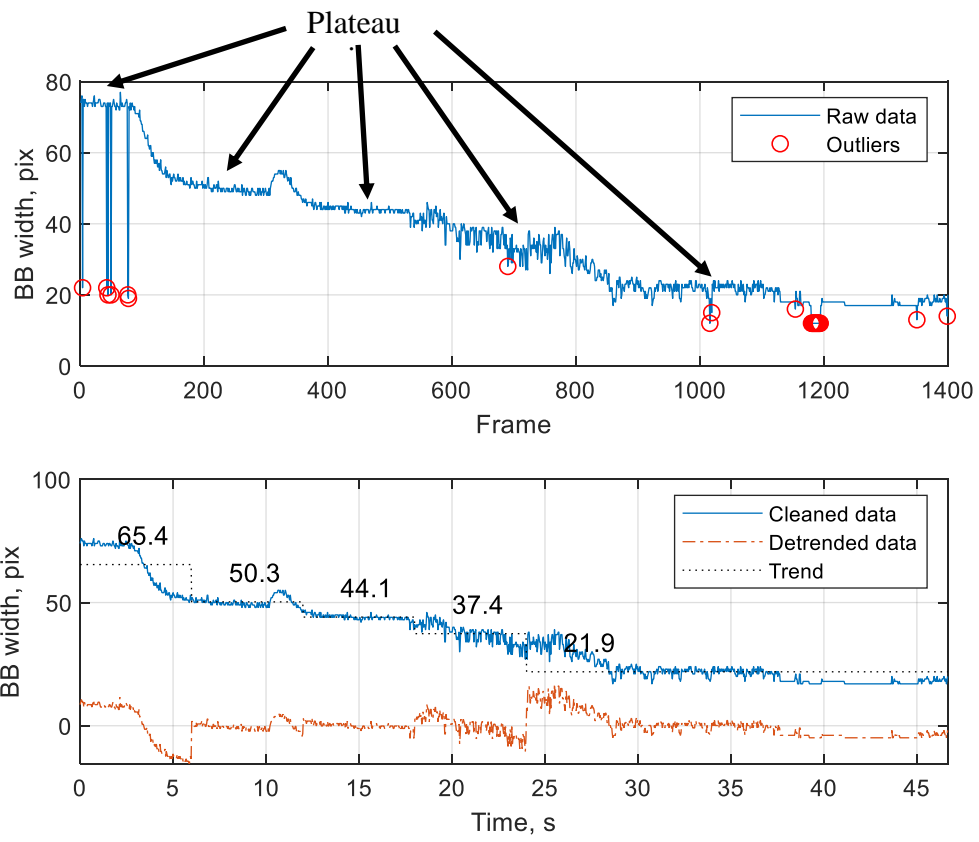 Plateau
80
60
40
20
0
BB width, pix
0 200 400 600 800 1000 1200 1400
Frame
Raw data
Outliers
100
50
0
BB width, pix
65.4
50.3
44.1
37.4
21.9
Cleaned data
Detrended data
Trend
0 5 10 15 20 25 30 35 40 45
Time, s